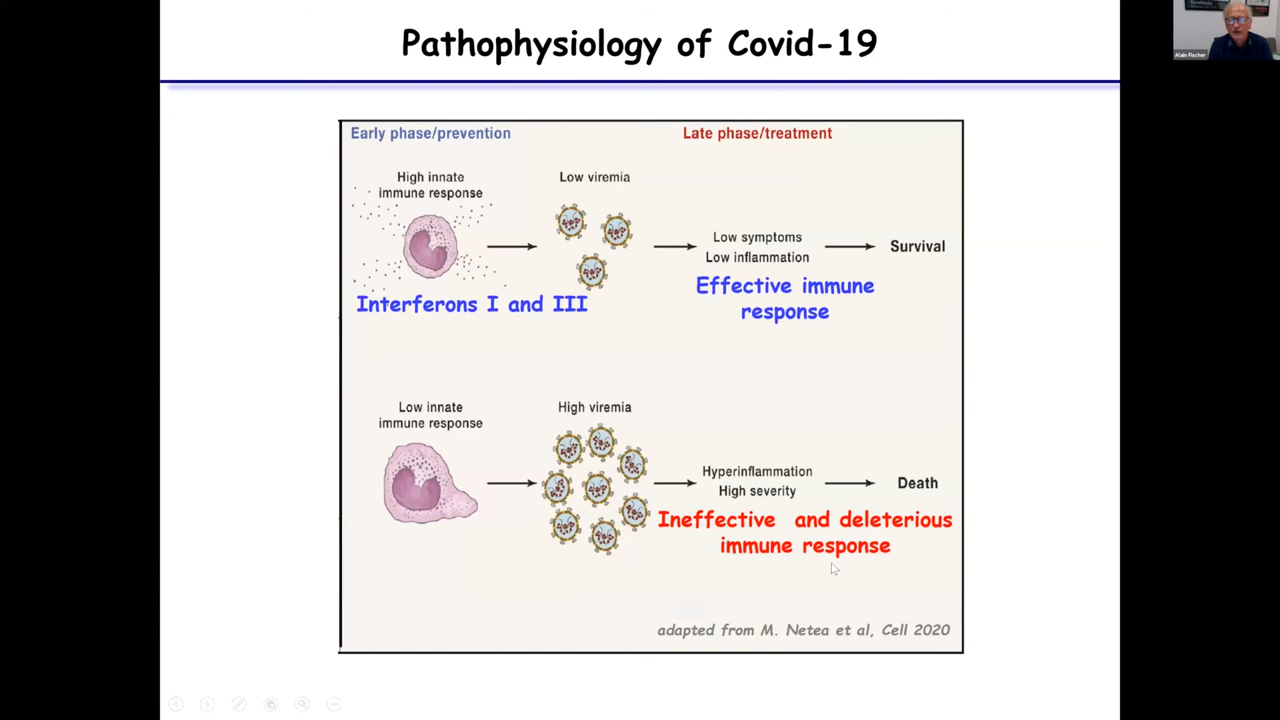 Pathophysiology of Covid-19
Alain Fischer
Early phase/prevention
Late phase/treatment
High innate
immune response
Low viremia
Low symptoms
Low inflammation
Survival
Interferons I and III
Effective immune
response
Low innate
immune response
High viremia
Hyperinflammation
High severity
Death
Ineffective and deleterious
immune response
adapted from M. Netea et al, Cell 2020